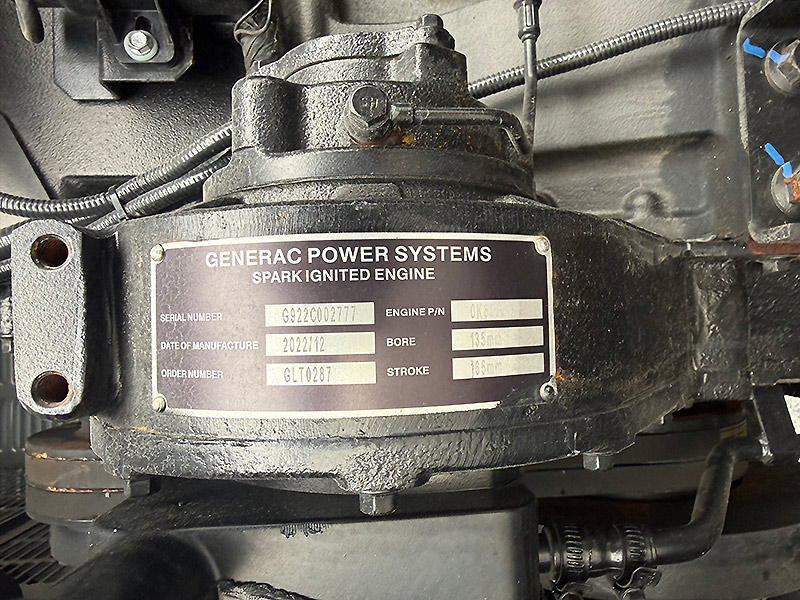 GENERAC POWER SYSTEMS
SPARK IGNITED ENGINE
SERIAL NUMBER G922C002777 ENGINE P/N
DATE OF MANUFACTURE 2022/12 BORE 135mm
ORDER NUMBER GLT0287 STROKE 165mm